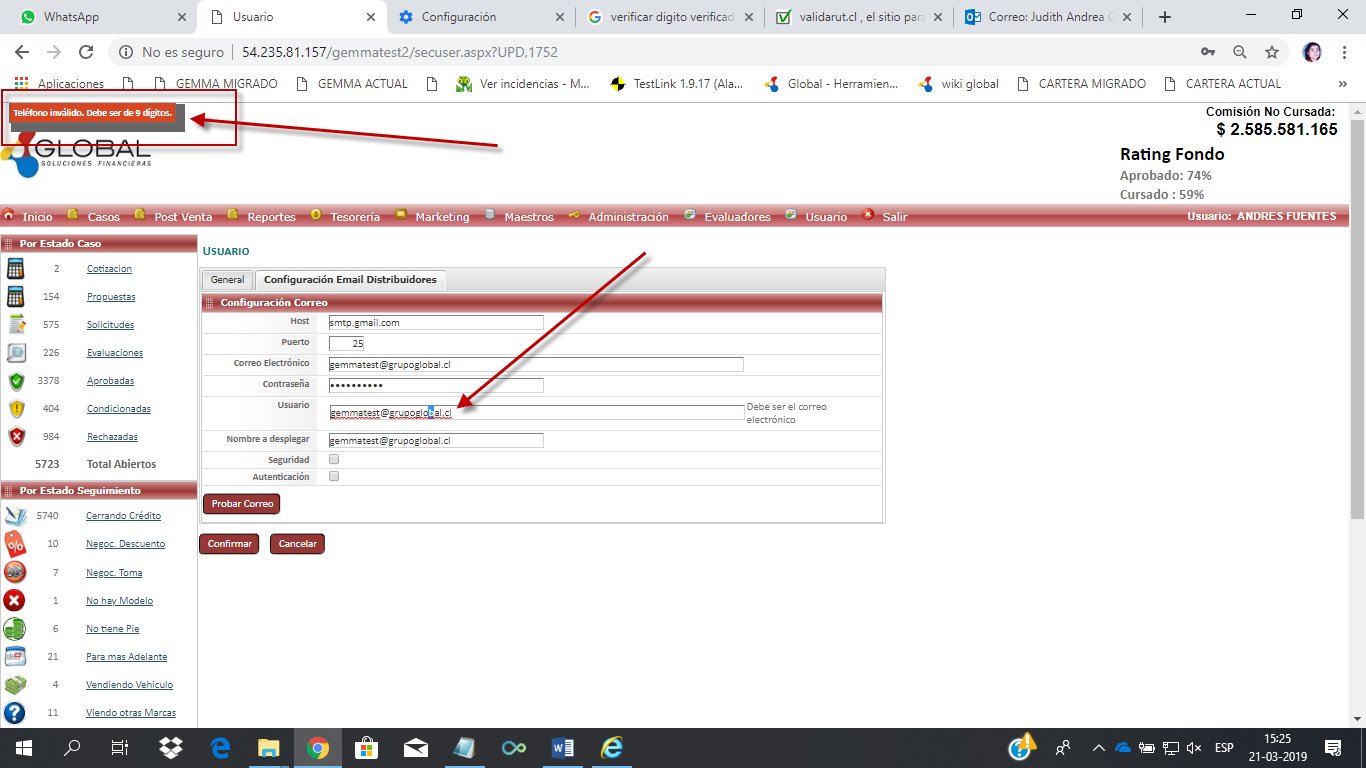 WhatsApp
Usuario
Configuración
verificar digito verificad
validarut.cl , el sitio para
Correo: Judith Andrea G
No es seguro | 54.235.81.157/gemmatest2/secuser.aspx?UPD,1752
Aplicaciones
GEMMA MIGRADO
GEMMA ACTUAL
Ver incidencias - M...
TestLink 1.9.17 (Ala...
Global - Herramien...
wiki global
CARTERA MIGRADO
CARTERA ACTUAL
»
Teléfono inválido. Debe ser de 9 dígitos.
GLOBAL
SOLUCIONES FINANCIERAS
Comisión No Cursada:
$ 2.585.581.165
Rating Fondo
Aprobado: 74%
Cursado : 59%
Inicio
Casos
Post Venta
Reportes
Tesorería
Marketing
Maestros
Administración
Evaluadores
Usuario
Salir
Usuario: ANDRES FUENTES
Por Estado Caso
2 Cotizacion
154 Propuestas
575 Solicitudes
226 Evaluaciones
3378 Aprobadas
404 Condicionadas
984 Rechazadas
5723 Total Abiertos
Por Estado Seguimiento
5740 Cerrando Crédito
10 Negoc. Descuento
7 Negoc. Toma
1 No hay Modelo
6 No tiene Pie
21 Para mas Adelante
4 Vendiendo Vehiculo
11 Viendo otras Marcas
USUARIO
General
Configuración Email Distribuidores
Configuración Correo
Host smtp.gmail.com
Puerto 25
Correo Electrónico gemmatest@grupoglobal.cl
Contraseña ••••••••••
Usuario gemmatest@grupoglobal.cl Debe ser el correo
electrónico
Nombre a desplegar gemmatest@grupoglobal.cl
Seguridad
Autenticación
Probar Correo
Confirmar
Cancelar
ESP
15:25
21-03-2019